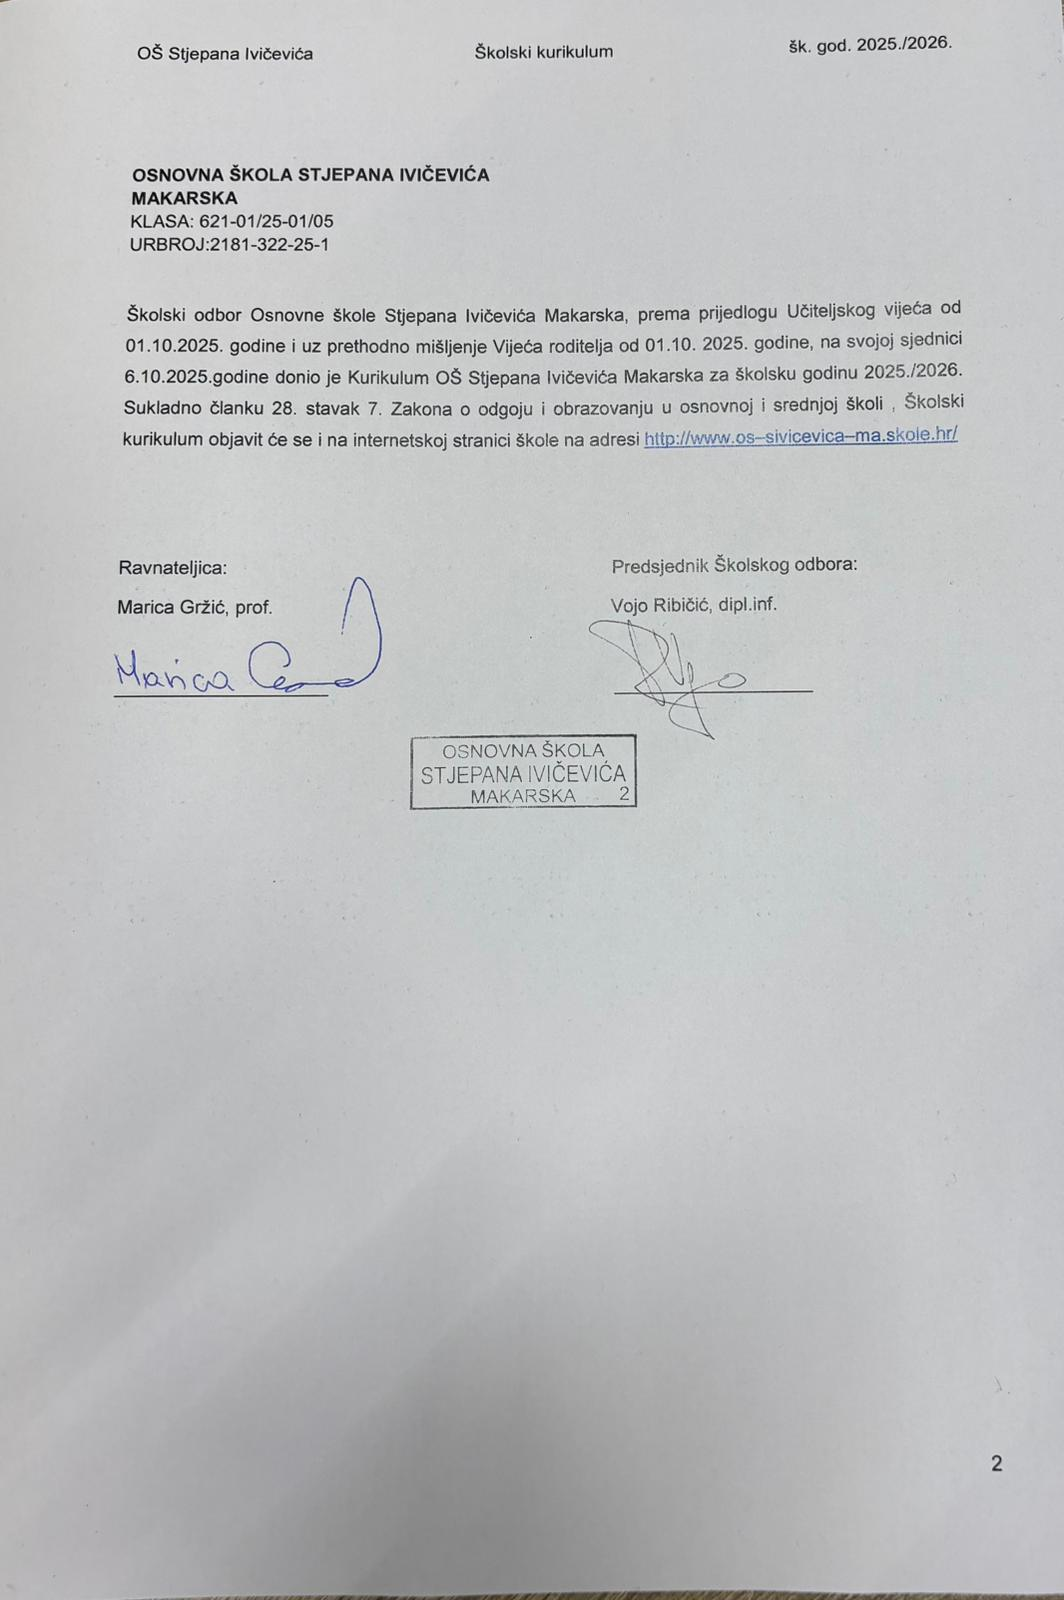 OŠ Stjepana Ivičevića Školski kurikulum šk. god. 2025./2026.
OSNOVNA ŠKOLA STJEPANA IVIČEVIĆA
MAKARSKA
KLASA: 621-01/25-01/05
URBROJ:2181-322-25-1
Školski odbor Osnovne škole Stjepana Ivičevića Makarska, prema prijedlogu Učiteljskog vijeća od
01.10.2025. godine i uz prethodno mišljenje Vijeća roditelja od 01.10. 2025. godine, na svojoj sjednici
6.10.2025.godine donio je Kurikulum OŠ Stjepana Ivičevića Makarska za školsku godinu 2025./2026.
Sukladno članku 28. stavak 7. Zakona o odgoju i obrazovanju u osnovnoj i srednjoj školi , Školski
kurikulum objavit će se i na internetskoj stranici škole na adresi http://www.os–sivicevica–ma.skole.hr/
Ravnateljica: Predsjednik Školskog odbora:
Marica Gržić, prof. Vojo Ribičić, dipl.inf.
Marica
OSNOVNA ŠKOLA
STJEPANA IVIČEVIĆA
MAKARSKA 2
2